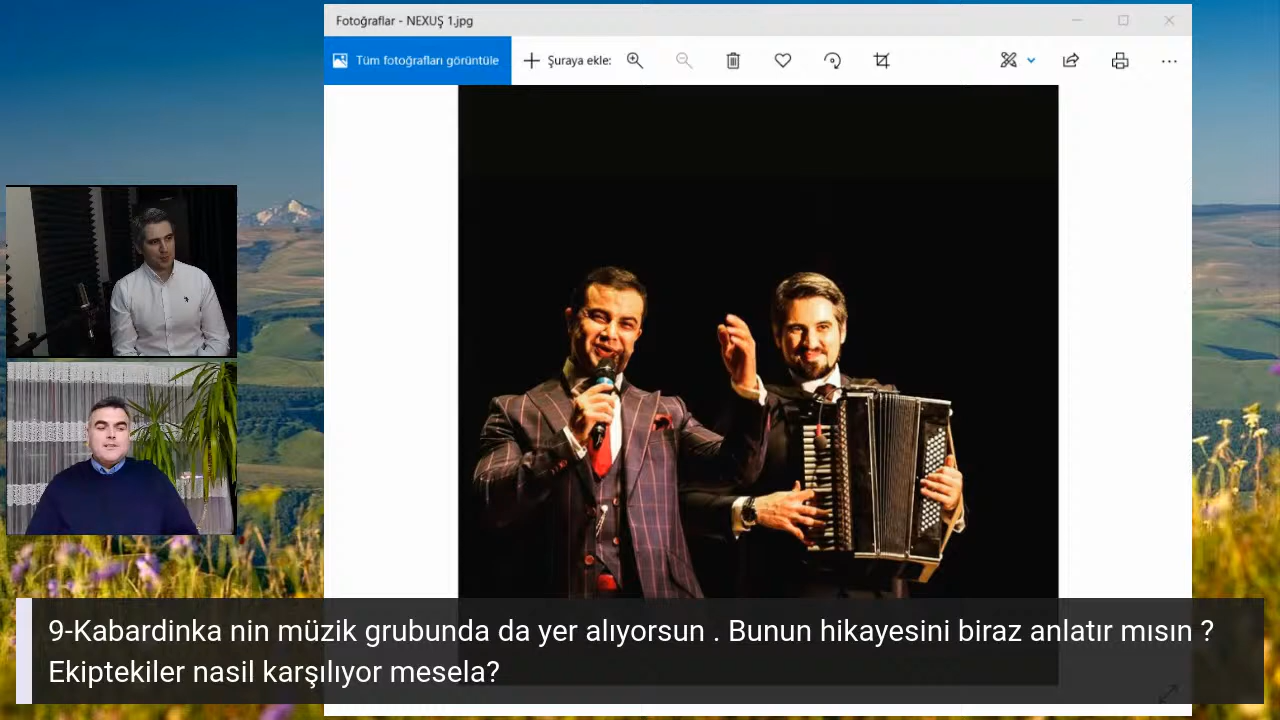 Fotoğraflar - NEXUŞ 1.jpg
Tüm fotoğrafları görüntüle
Şuraya ekle:
9-Kabardinka nin müzik grubunda da yer alıyorsun . Bunun hikayesini biraz anlatır mısın ?
Ekiptekiler nasil karşılıyor mesela?